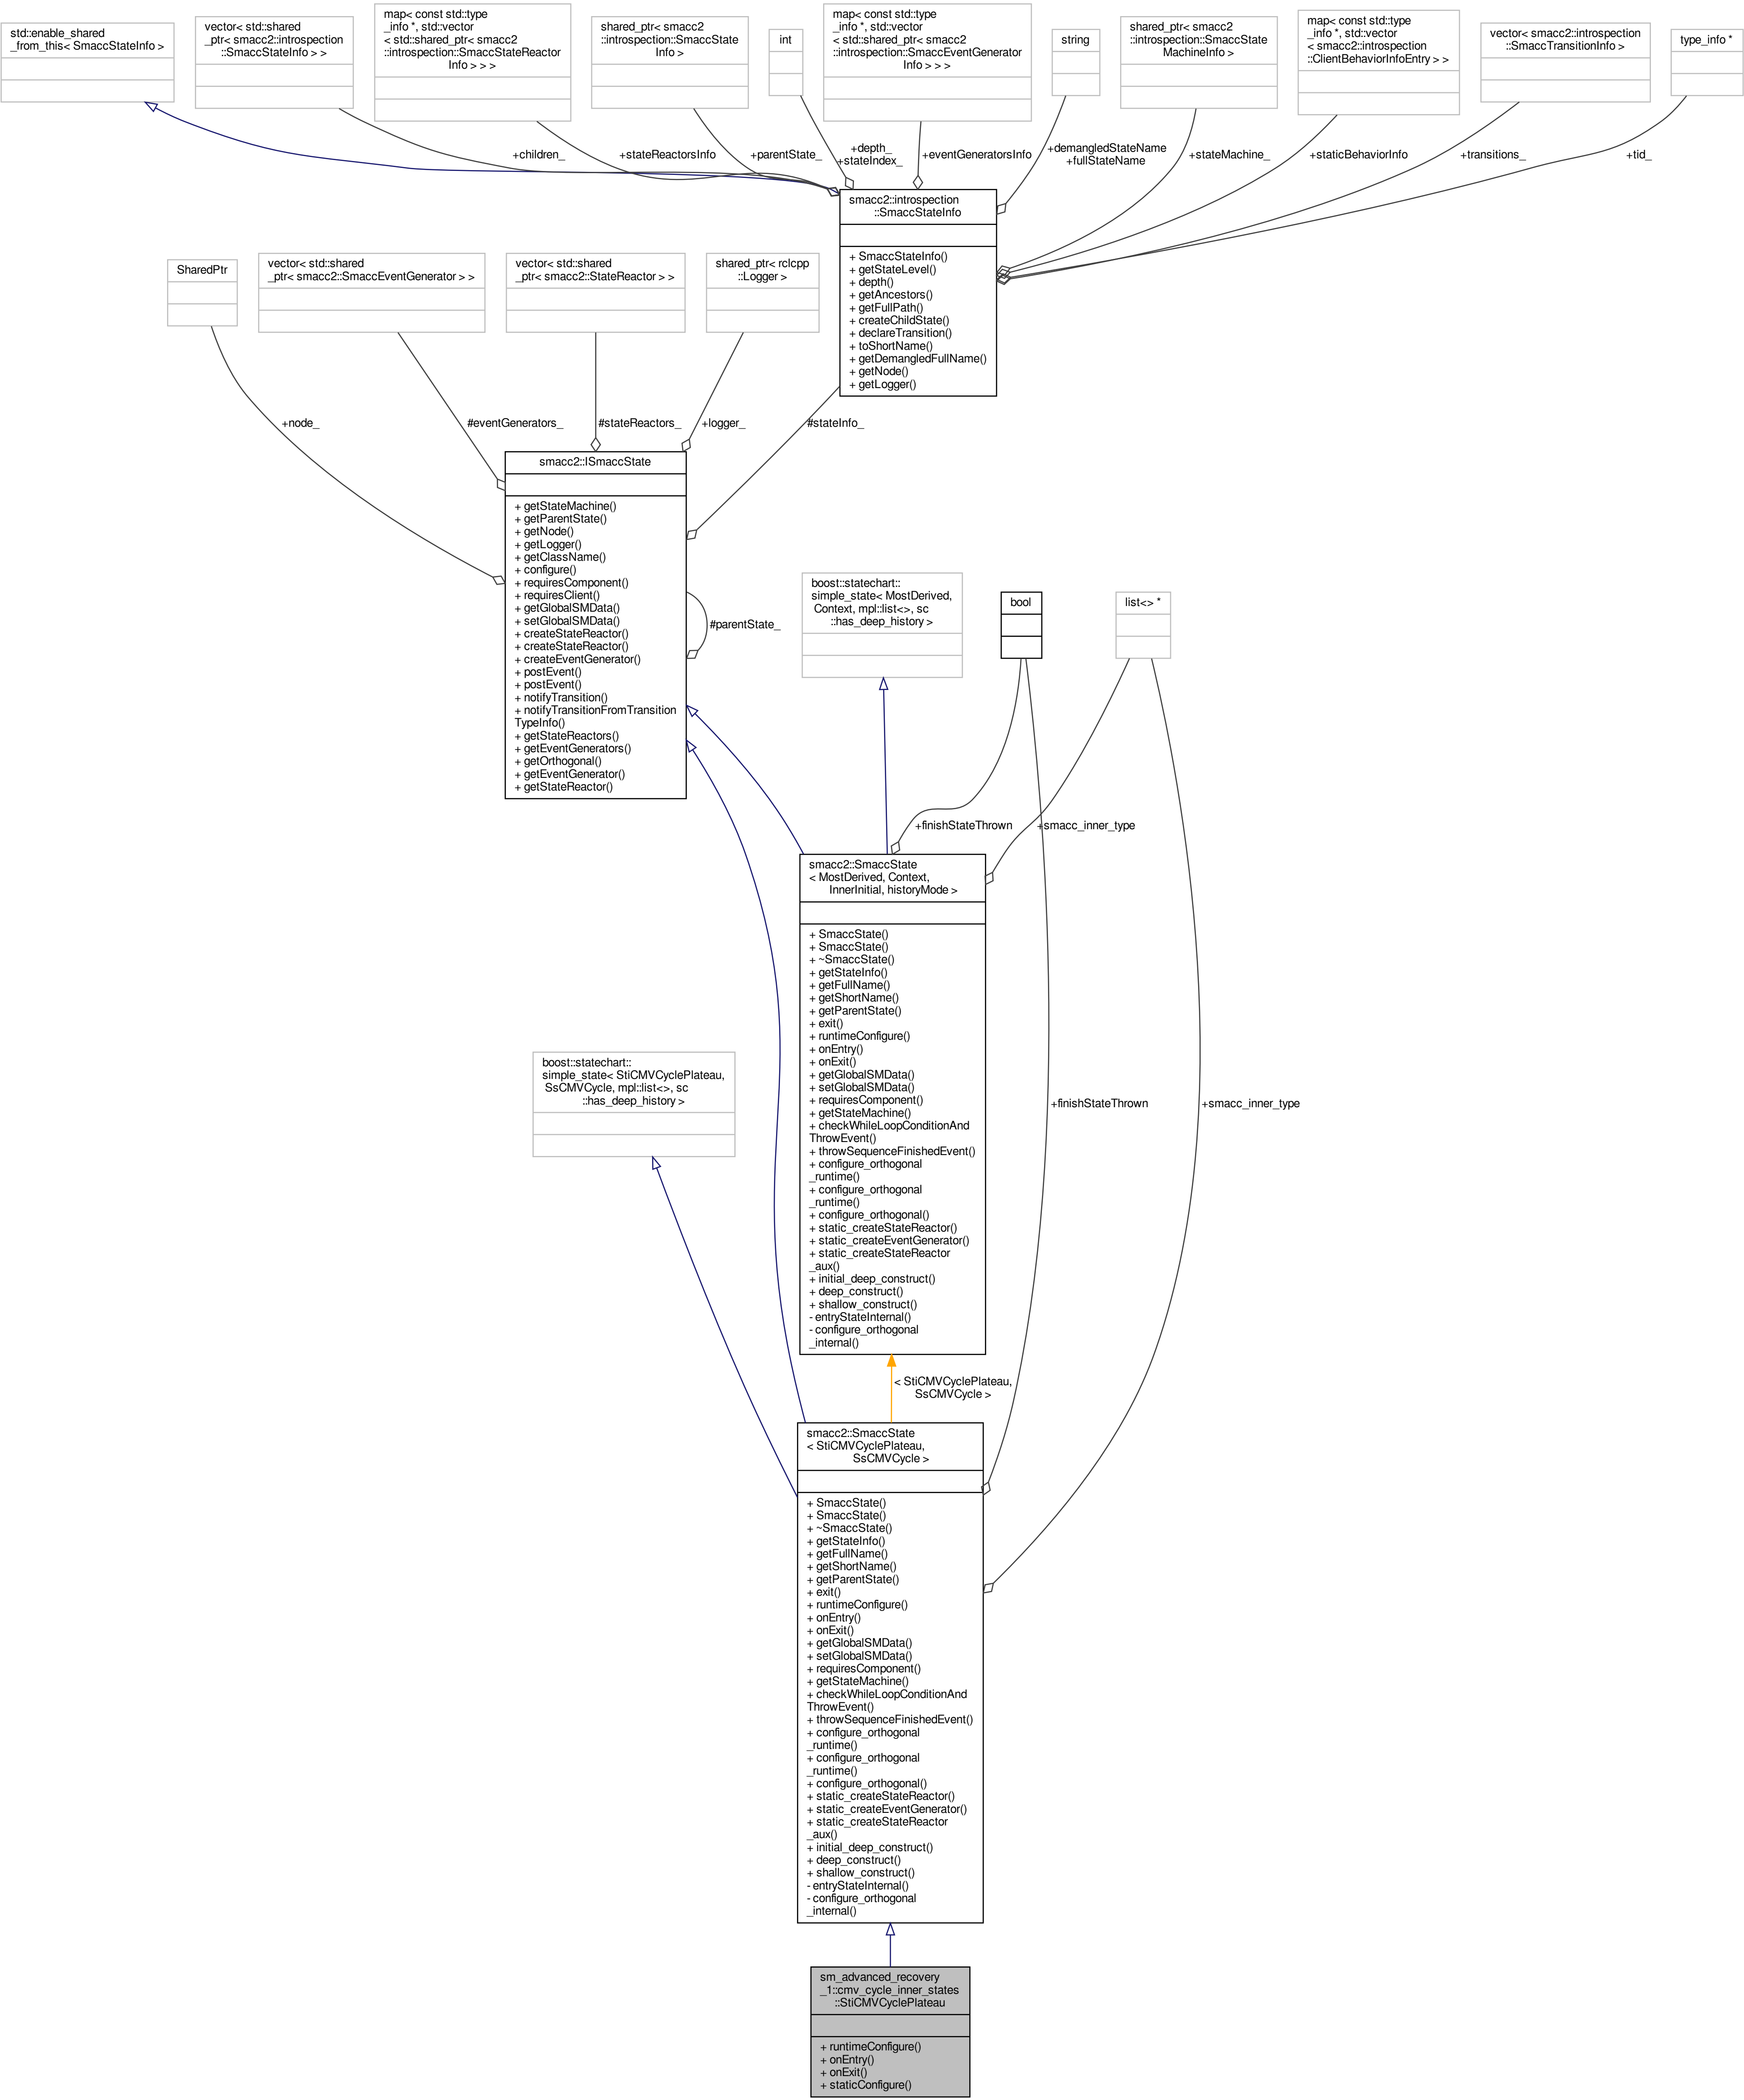 std::enable_shared
_from_this< SmaccStateInfo >
vector< std::shared
_ptr< smacc2::introspection
::SmaccStateInfo > >
map< const std::type
_info *, std::vector
< std::shared_ptr< smacc2
::introspection::SmaccStateReactor
Info > > >
shared_ptr< smacc2
::introspection::SmaccState
Info >
int
map< const std::type
_info *, std::vector
< std::shared_ptr< smacc2
::introspection::SmaccEventGenerator
Info > > >
string
shared_ptr< smacc2
::introspection::SmaccState
MachineInfo >
map< const std::type
_info *, std::vector
< smacc2::introspection
::ClientBehaviorInfoEntry > >
vector< smacc2::introspection
::SmaccTransitionInfo >
type_info *
+children_
+stateReactorsInfo
+parentState_
+depth_
+stateIndex_
+eventGeneratorsInfo
+demangledStateName
+fullStateName
+stateMachine_
+staticBehaviorInfo
+transitions_
+tid_
smacc2::introspection
::SmaccStateInfo
+ SmaccStateInfo()
+ getStateLevel()
+ depth()
+ getAncestors()
+ getFullPath()
+ createChildState()
+ declareTransition()
+ toShortName()
+ getDemangledFullName()
+ getNode()
+ getLogger()
SharedPtr
vector< std::shared
_ptr< smacc2::SmaccEventGenerator > >
vector< std::shared
_ptr< smacc2::StateReactor > >
shared_ptr< rclcpp
::Logger >
+node_
#eventGenerators_
#stateReactors_
+logger_
#stateInfo_
smacc2::ISmaccState
+ getStateMachine()
+ getParentState()
+ getNode()
+ getLogger()
+ getClassName()
+ configure()
+ requiresComponent()
+ requiresClient()
+ getGlobalSMData()
+ setGlobalSMData()
+ createStateReactor()
+ createStateReactor()
+ createEventGenerator()
+ postEvent()
+ postEvent()
+ notifyTransition()
+ notifyTransitionFromTransition
TypeInfo()
+ getStateReactors()
+ getEventGenerators()
+ getOrthogonal()
+ getEventGenerator()
+ getStateReactor()
#parentState_
boost::statechart::
simple_state< MostDerived,
Context, mpl::list<>, sc
::has_deep_history >
bool
list<> *
+finishStateThrown
+smacc_inner_type
smacc2::SmaccState
< MostDerived, Context,
InnerInitial, historyMode >
+ SmaccState()
+ SmaccState()
+ ~SmaccState()
+ getStateInfo()
+ getFullName()
+ getShortName()
+ getParentState()
+ exit()
+ runtimeConfigure()
+ onEntry()
+ onExit()
+ getGlobalSMData()
+ setGlobalSMData()
+ requiresComponent()
+ getStateMachine()
+ checkWhileLoopConditionAnd
ThrowEvent()
+ throwSequenceFinishedEvent()
+ configure_orthogonal
_runtime()
+ configure_orthogonal
_runtime()
+ configure_orthogonal()
+ static_createStateReactor()
+ static_createEventGenerator()
+ static_createStateReactor
_aux()
+ initial_deep_construct()
+ deep_construct()
+ shallow_construct()
- entryStateInternal()
- configure_orthogonal
_internal()
boost::statechart::
simple_state< StiCMVCyclePlateau,
SsCMVCycle, mpl::list<>, sc
::has_deep_history >
+finishStateThrown
+smacc_inner_type
< StiCMVCyclePlateau,
SsCMVCycle >
smacc2::SmaccState
< StiCMVCyclePlateau,
SsCMVCycle >
+ SmaccState()
+ SmaccState()
+ ~SmaccState()
+ getStateInfo()
+ getFullName()
+ getShortName()
+ getParentState()
+ exit()
+ runtimeConfigure()
+ onEntry()
+ onExit()
+ getGlobalSMData()
+ setGlobalSMData()
+ requiresComponent()
+ getStateMachine()
+ checkWhileLoopConditionAnd
ThrowEvent()
+ throwSequenceFinishedEvent()
+ configure_orthogonal
_runtime()
+ configure_orthogonal
_runtime()
+ configure_orthogonal()
+ static_createStateReactor()
+ static_createEventGenerator()
+ static_createStateReactor
_aux()
+ initial_deep_construct()
+ deep_construct()
+ shallow_construct()
- entryStateInternal()
- configure_orthogonal
_internal()
sm_advanced_recovery
_1::cmv_cycle_inner_states
::StiCMVCyclePlateau
+ runtimeConfigure()
+ onEntry()
+ onExit()
+ staticConfigure()